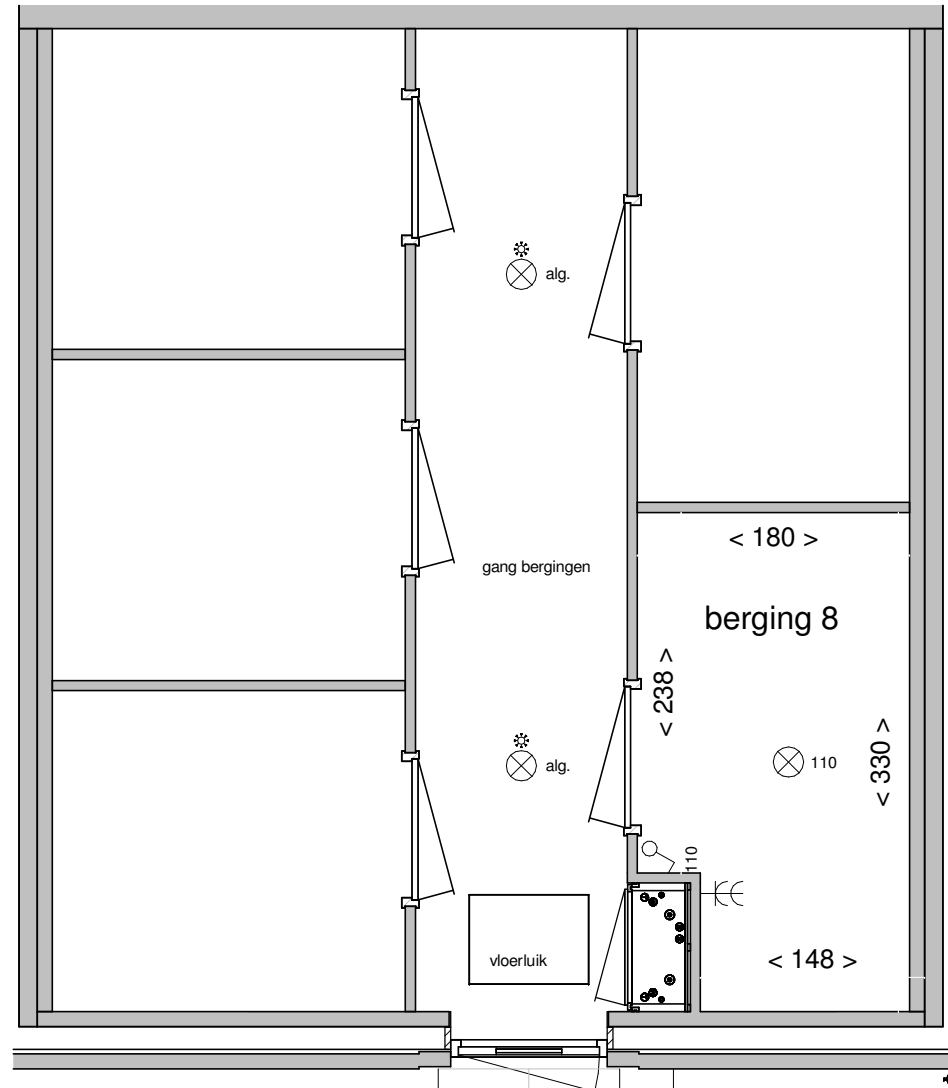 alg.
< 180 >
gang bergingen
berging 8
< 238 >
< 330 >
alg.
110
110
vloerluik
< 148 >